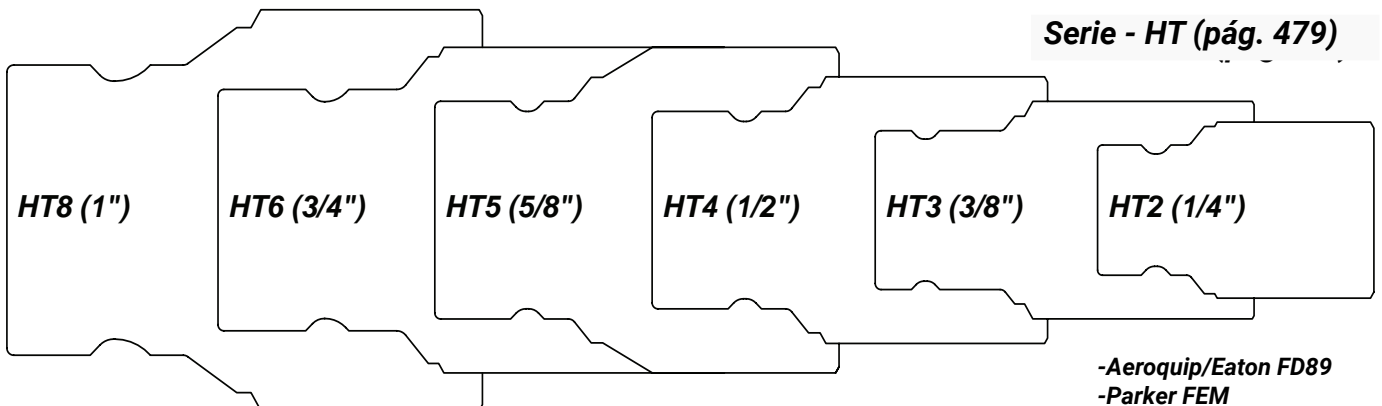 Serie - HT (pág. 479)
HT8 (1")
HT6 (3/4")
HT5 (5/8")
HT4 (1/2")
HT3 (3/8")
HT2 (1/4")
-Aeroquip/Eaton FD89
-Parker FEM